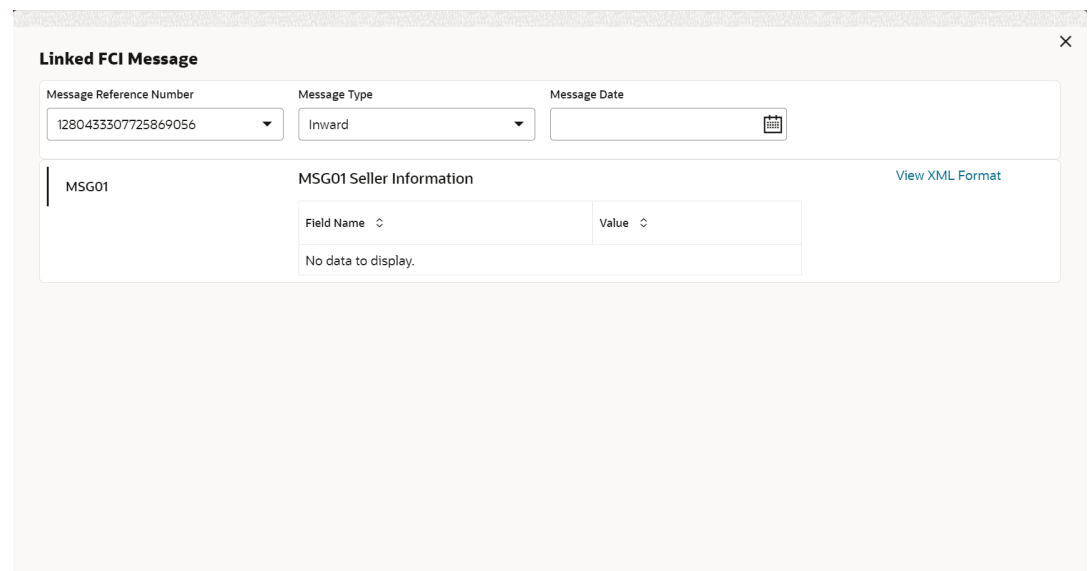 Linked FCI Message
Message Reference Number
Message Type
Message Date
1280433307725869056
Inward
MSG01
MSG01 Seller Information
View XML Format
Field Name
Value
No data to display.